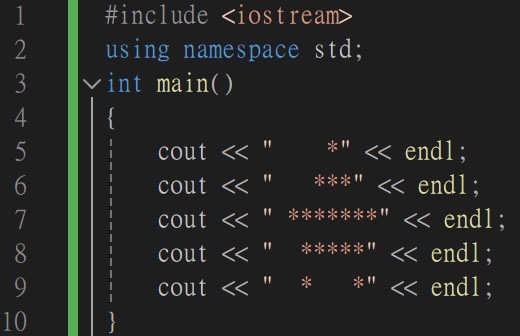 1 #include <iostream>
2 using namespace std;
3 int main()
4 {
5     cout << "    *" << endl;
6     cout << "   ***" << endl;
7     cout << " *******" << endl;
8     cout << "  *****" << endl;
9     cout << "  *   *" << endl;
10 }